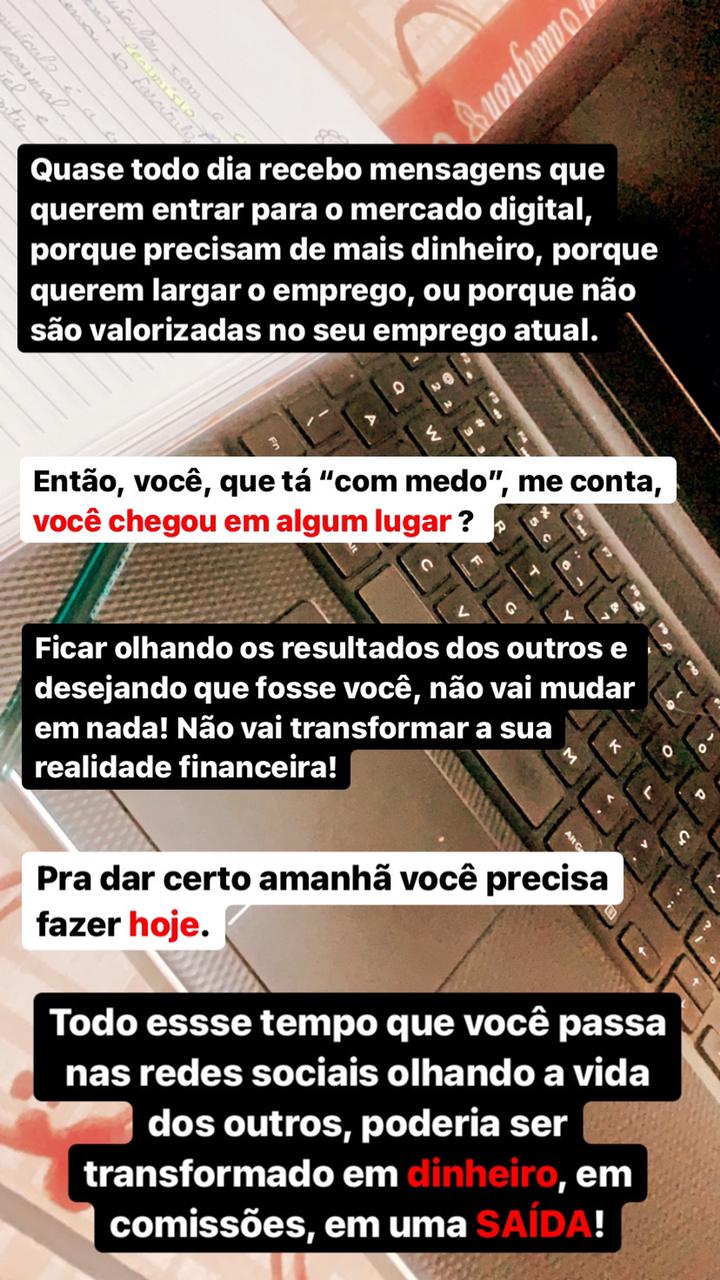 Quase todo dia recebo mensagens que
querem entrar para o mercado digital,
porque precisam de mais dinheiro, porque
querem largar o emprego, ou porque não
são valorizadas no seu emprego atual.
Então, você, que tá “com medo”, me conta,
você chegou em algum lugar ?
Ficar olhando os resultados dos outros e
desejando que fosse você, não vai mudar
em nada! Não vai transformar a sua
realidade financeira!
Pra dar certo amanhã você precisa
fazer hoje.
Todo essse tempo que você passa
nas redes sociais olhando a vida
dos outros, poderia ser
transformado em dinheiro, em
comissões, em uma SAÍDA!